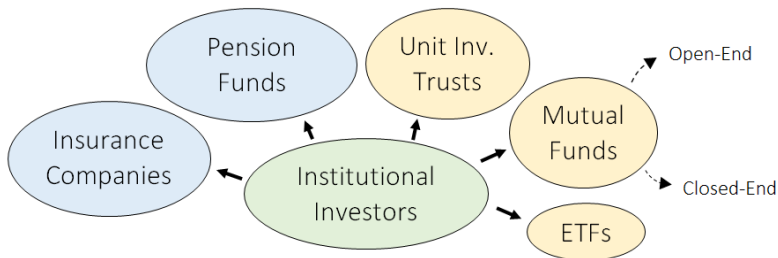 Pension
Funds
Unit Inv.
Trusts
Open-End
Insurance
Companies
Mutual
Funds
Institutional
Investors
Closed-End
ETFs